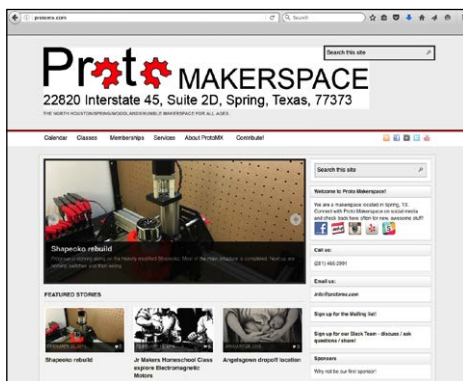 protomx.com
Search
Search this site
Proto MAKERSPACE
22820 Interstate 45, Suite 2D, Spring, Texas, 77373
THE NORTH HOUSTON/SPRING/WOODLANDS/HUMBLE MAKERSPACE FOR ALL AGES.
Calendar Classes Memberships Services About ProtoMX Contribute!
Search this site
Welcome to Proto Makerspace!
We are a makerspace located in Spring, TX.
Connect with Proto Makerspace on social media
and check back here often for new, awesome stuff!
Shapeoko rebuild
Call us:
Email us:
info@protomx.com
FEATURED STORIES
Sign up for the Mailing list!
Sign up for our Slack Team - discuss / ask
questions / share!
Shapeoko rebuild
Jr Makers Homeschool Class
explore Electromagnetic
Motors
Angelsgown dropoff location
Sponsors
Why not be our first sponsor!